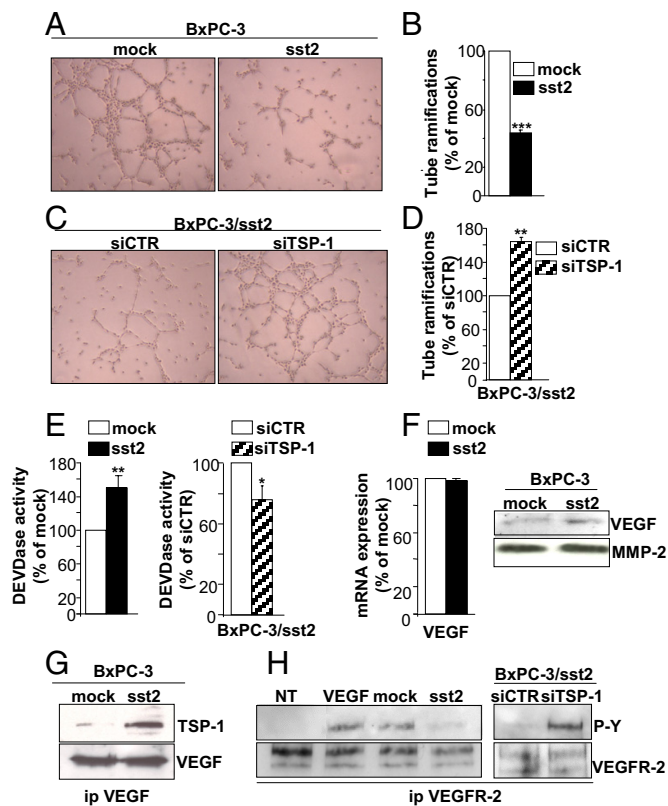 A
BxPC-3
mock sst2
B
Tube ramifications
(% of mock)
100
60
20
0
mock
sst2
***
C
BxPC-3/sst2
siCTR siTSP-1
D
Tube ramifications
(% of siCTR)
180
140
100
60
20
0
**
siCTR
siTSP-1
BxPC-3/sst2
E
mock
sst2
DEVDase activity
(% of mock)
180
140
100
60
20
0
**
siCTR
siTSP-1
DEVDase activity
(% of siCTR)
100
60
20
0
*
BxPC-3/sst2
F
mock
sst2
mRNA expression
(% of mock)
100
60
20
0
VEGF
BxPC-3
mock sst2
VEGF
MMP-2
G
BxPC-3
mock sst2
TSP-1
VEGF
ip VEGF
H
NT VEGF mock sst2
BxPC-3/sst2
siCTR siTSP-1
P-Y
VEGFR-2
ip VEGFR-2